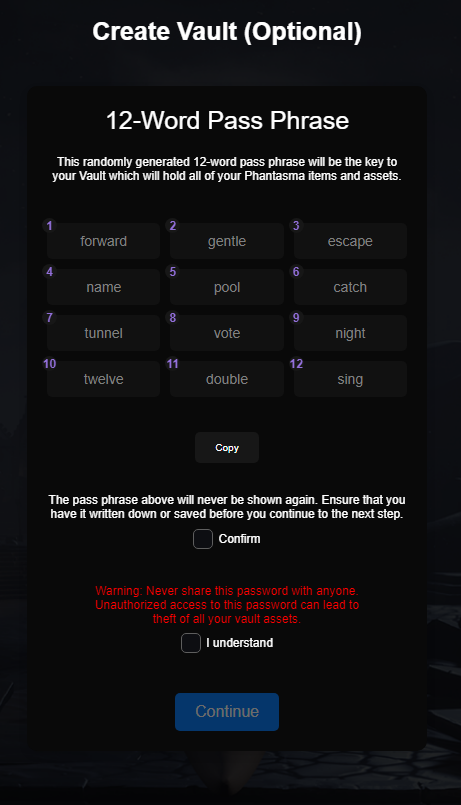 Create Vault (Optional)
12-Word Pass Phrase
This randomly generated 12-word pass phrase will be the key to
your Vault which will hold all of your Phantasma items and assets.
1 forward 2 gentle 3 escape
4 name 5 pool 6 catch
7 tunnel 8 vote 9 night
10 twelve 11 double 12 sing
Copy
The pass phrase above will never be shown again. Ensure that you
have it written down or saved before you continue to the next step.
Confirm
Warning: Never share this password with anyone.
Unauthorized access to this password can lead to
theft of all your vault assets.
I understand
Continue